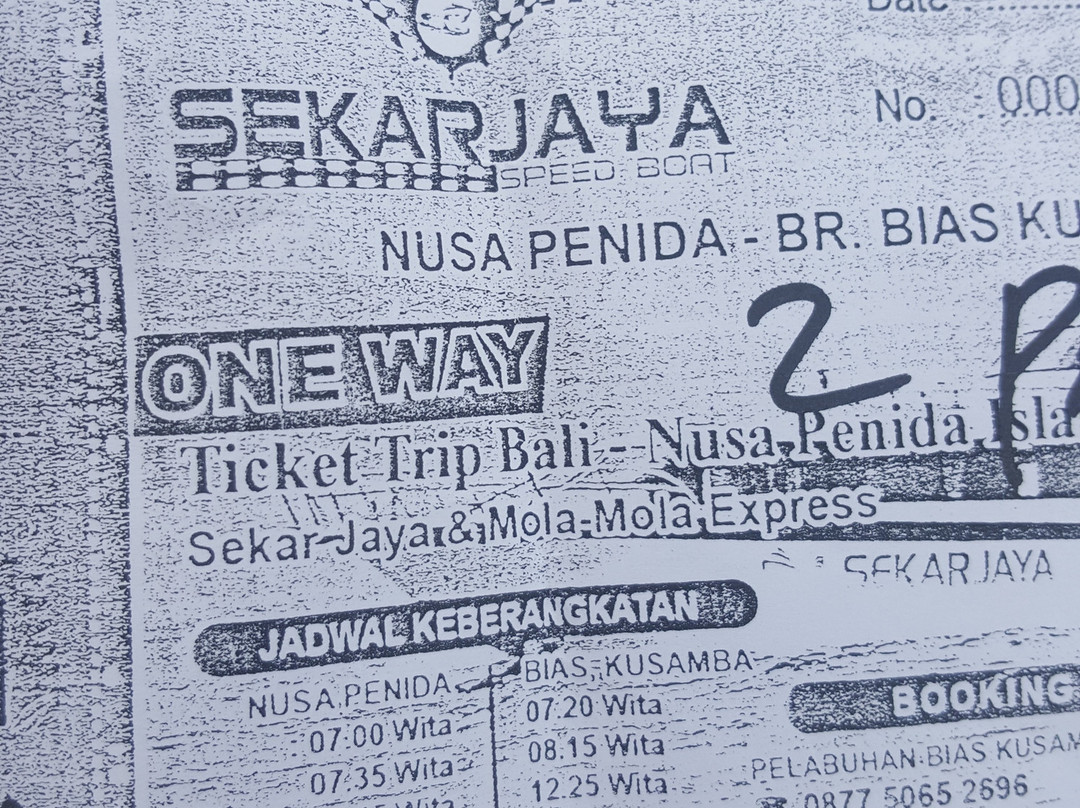 Date :
No. : 000
SEKARJAYA
SPEED BOAT
NUSA PENIDA - BR. BIAS KU
2 P
ONE WAY
Ticket Trip Bali - Nusa Penida Isla
Sekar Jaya & Mola-Mola Express
SEKARJAYA
JADWAL KEBERANGKATAN
NUSA PENIDA
BIAS, KUSAMBA
07:00 Wita
07.20 Wita
07.35 Wita
08.15 Wita
12.25 Wita
Wita
BOOKING
PELABUHAN BIAS KUSAM
☎ 0877 5065 2696